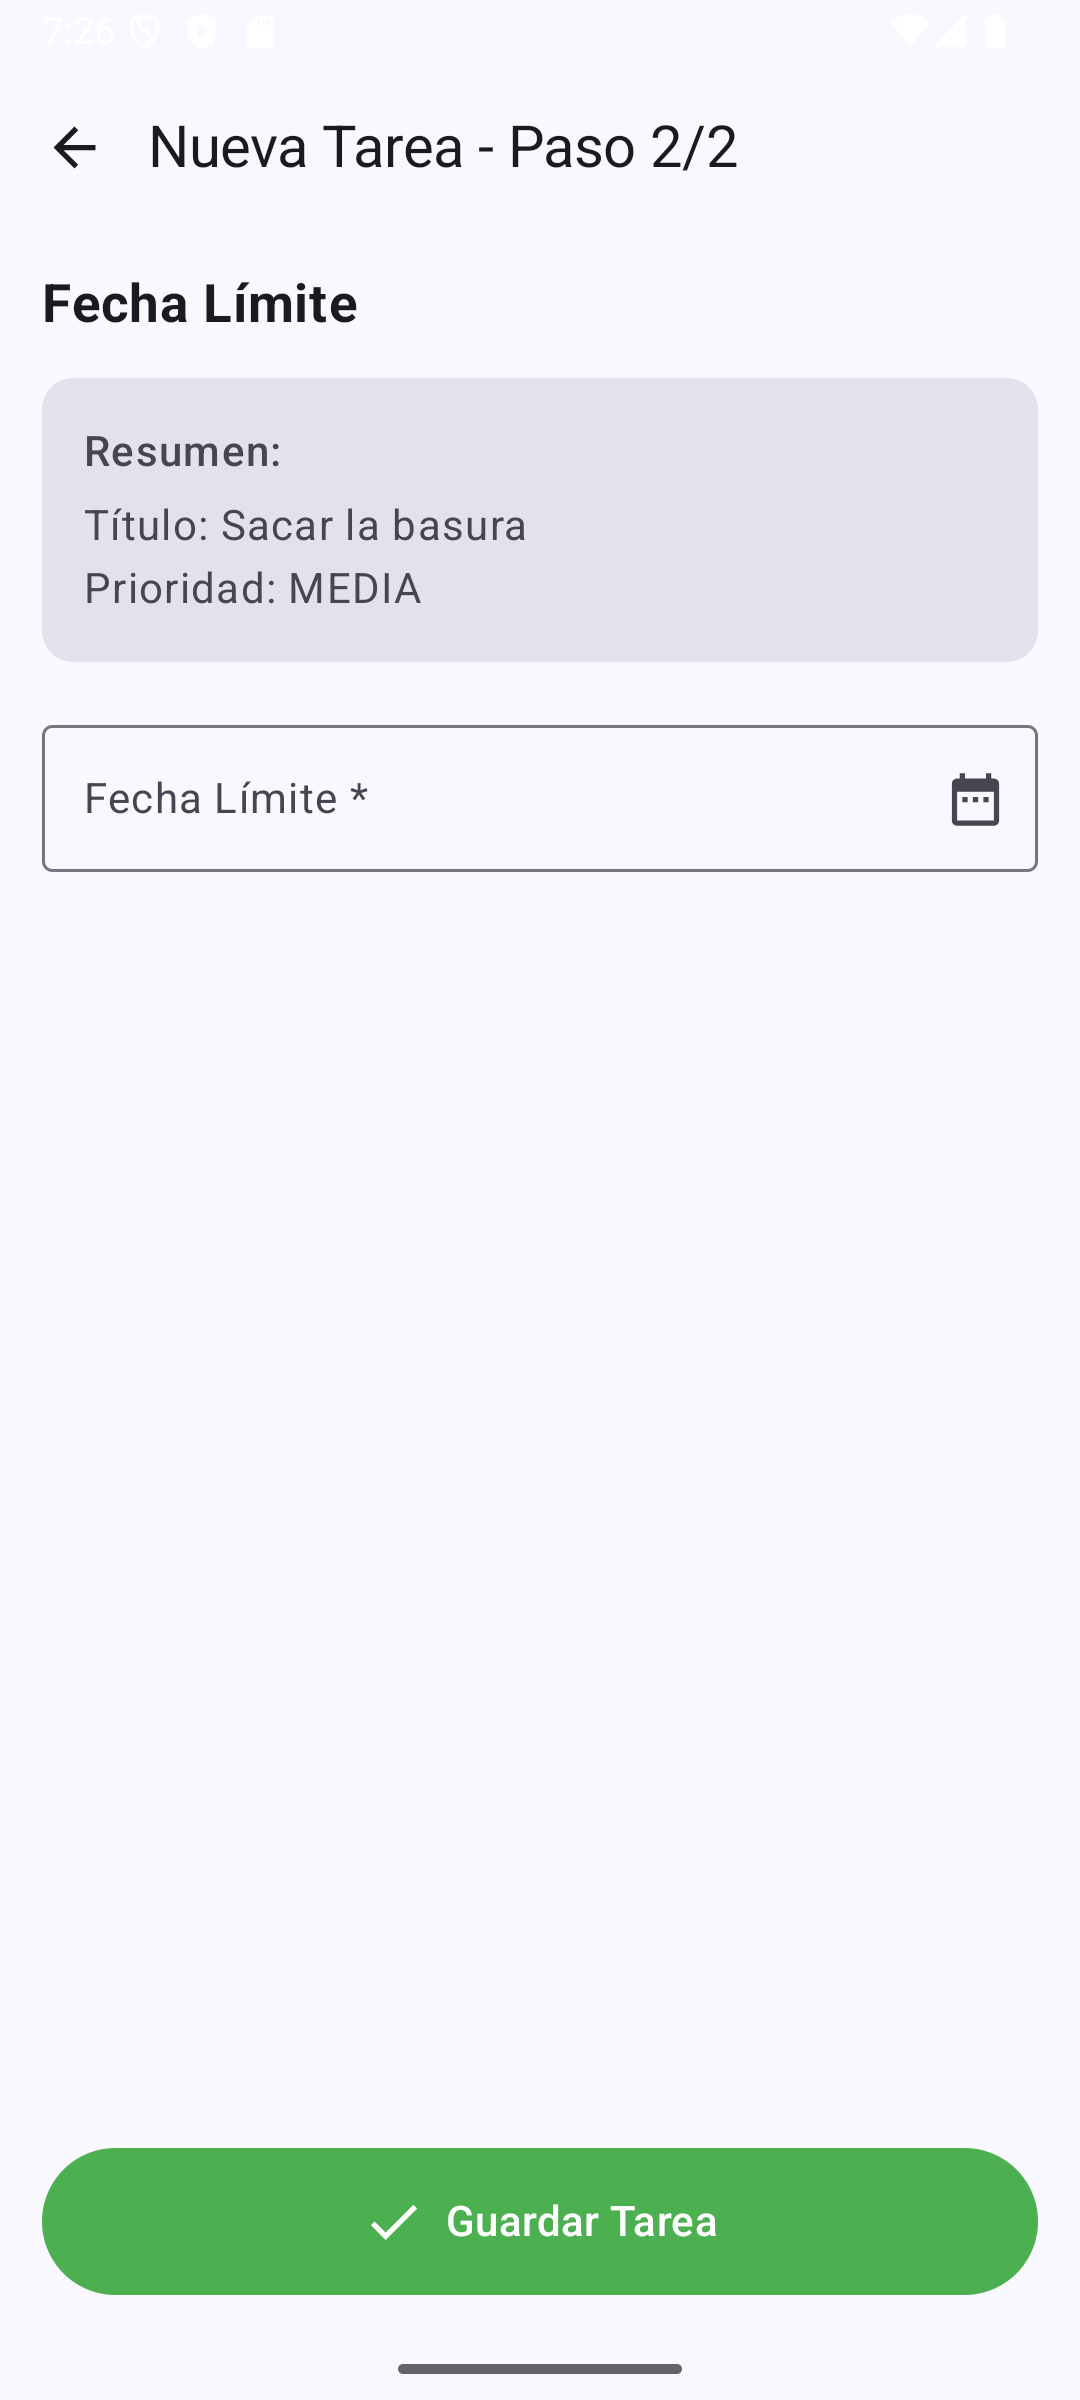 7:26
Nueva Tarea - Paso 2/2
Fecha Límite
Resumen:
Título: Sacar la basura
Prioridad: MEDIA
Fecha Límite *
Guardar Tarea